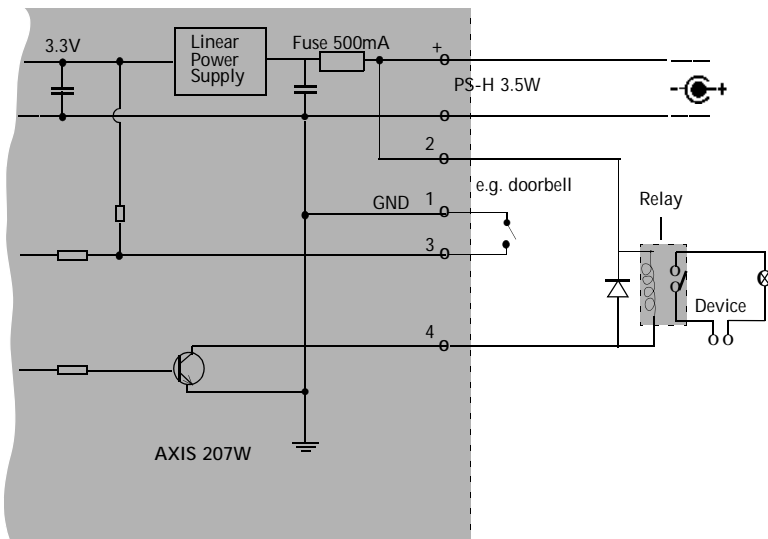 3.3V
Linear
Power
Supply
Fuse 500mA
+
PS-H 3.5W
- +
2
e.g. doorbell
GND 1
Relay
3
Device
4
AXIS 207W